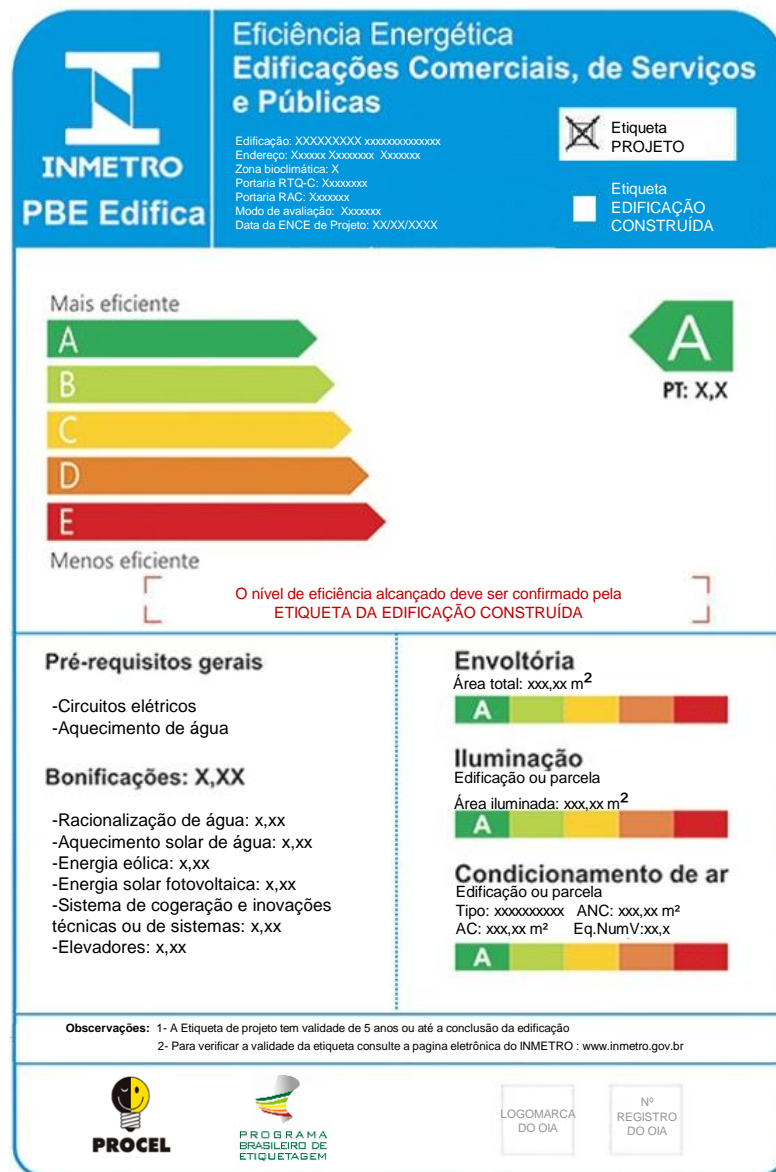 INMETRO
PBE Edifica
Eficiência Energética
Edificações Comerciais, de Serviços
e Públicas
Edificação: XXXXXXXXX xxxxxxxxxxxxxx
Endereço: Xxxxxx Xxxxxxxx Xxxxxxx
Zona bioclimática: X
Portaria RTQ-C: Xxxxxxxx
Portaria RAC: Xxxxxxx
Modo de avaliação: Xxxxxxx
Data da ENCE de Projeto: XX/XX/XXXX
Etiqueta
PROJETO
Etiqueta
EDIFICAÇÃO
CONSTRUÍDA
Mais eficiente
A
B
C
D
E
Menos eficiente
A
PT: X,X
O nível de eficiência alcançado deve ser confirmado pela
ETIQUETA DA EDIFICAÇÃO CONSTRUÍDA
Pré-requisitos gerais
-Circuitos elétricos
-Aquecimento de água
Bonificações: X,XX
-Racionalização de água: x,xx
-Aquecimento solar de água: x,xx
-Energia eólica: x,xx
-Energia solar fotovoltaica: x,xx
-Sistema de cogeração e inovações
técnicas ou de sistemas: x,xx
-Elevadores: x,xx
Envoltória
Área total: xxx,xx m²
A
Iluminação
Edificação ou parcela
Área iluminada: xxx,xx m²
A
Condicionamento de ar
Edificação ou parcela
Tipo: xxxxxxxxxx ANC: xxx,xx m²
AC: xxx,xx m² Eq.NumV:xx,x
A
Obscervações: 1- A Etiqueta de projeto tem validade de 5 anos ou até a conclusão da edificação
2- Para verificar a validade da etiqueta consulte a pagina eletrônica do INMETRO : www.inmetro.gov.br
PROCEL
PROGRAMA
BRASILEIRO DE
ETIQUETAGEM
LOGOMARCA
DO OIA
Nº
REGISTRO
DO OIA